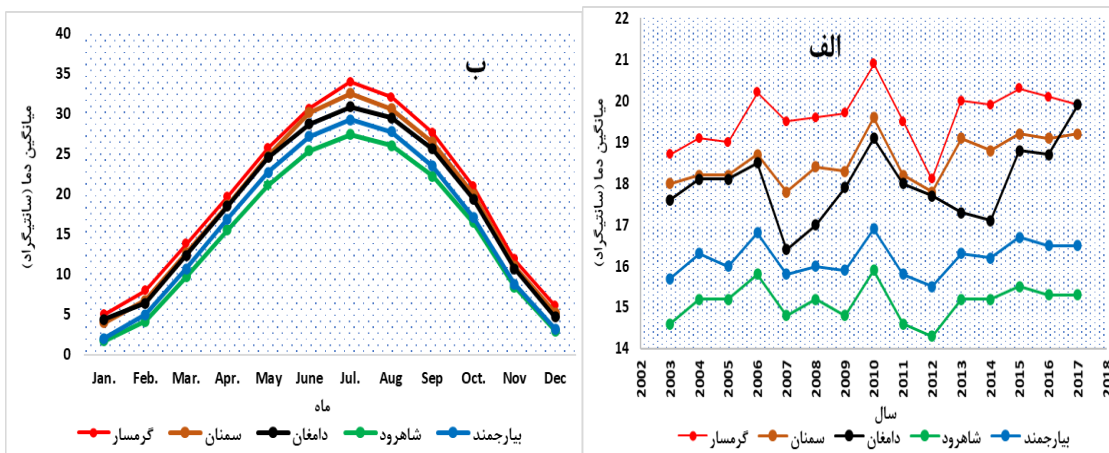 الف
میانگین دما (سانتیگراد)
22
21
20
19
18
17
16
15
14
2002 2003 2004 2005 2006 2007 2008 2009 2010 2011 2012 2013 2014 2015 2016 2017 2018
سال
گرمسار سمنان دامغان شاهرود بیارجمند
ب
میانگین دما (سانتیگراد)
40
35
30
25
20
15
10
5
0
Jan. Feb. Mar. Apr. May June Jul. Aug Sep Oct. Nov Dec
ماه
گرمسار سمنان دامغان شاهرود بیارجمند